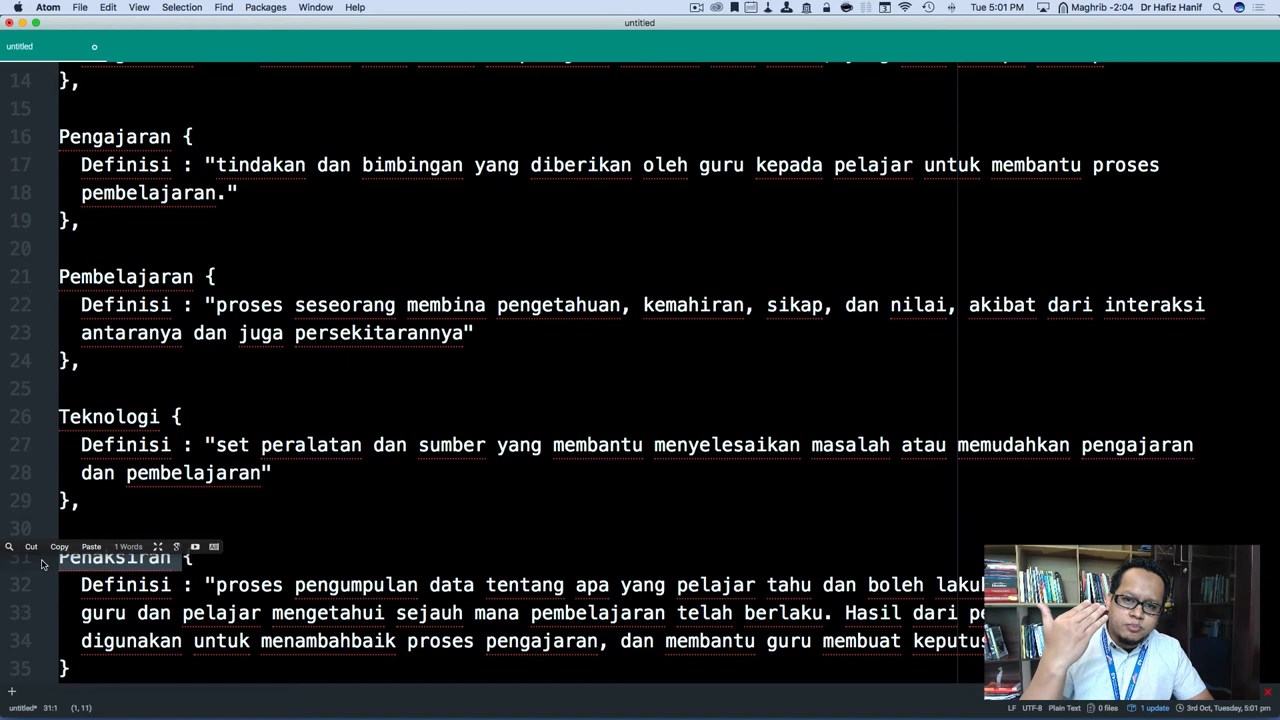 Atom File Edit View Selection Find Packages Window Help Tue 5:01 PM Maghrib -2:04 Dr Hafiz Hanif
untitled
untitled
14 },
15
16 Pengajaran {
17 Definisi : "tindakan dan bimbingan yang diberikan oleh guru kepada pelajar untuk membantu proses
18 pembelajaran."
19 },
20
21 Pembelajaran {
22 Definisi : "proses seseorang membina pengetahuan, kemahiran, sikap, dan nilai, akibat dari interaksi
23 antaranya dan juga persekitarannya"
24 },
25
26 Teknologi {
27 Definisi : "set peralatan dan sumber yang membantu menyelesaikan masalah atau memudahkan pengajaran
28 dan pembelajaran"
29 },
30
Cut Copy Paste 1 Words
31 Penaksiran {
32 Definisi : "proses pengumpulan data tentang apa yang pelajar tahu dan boleh
33 guru dan pelajar mngetahui sejauh mana pembelajaran telah berlaku. Hasil dari
34 digunakan untuk menambahbaik proses pengajaran, dan membantu guru membuat
35 }
untitled* 31:1 (1, 11) LF UTF-8 Plain Text 0 files 1 update 3rd Oct, Tuesday, 5:01 pm